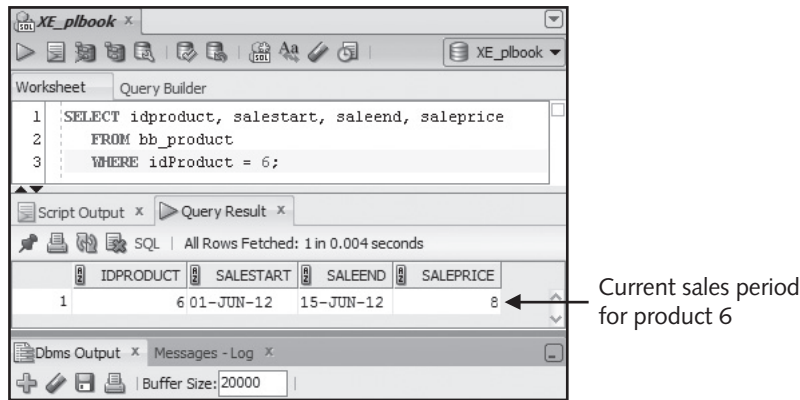 XE_plbook x
SQL
Aa
XE_plbook
Worksheet Query Builder
1 SELECT idproduct, salestart, saleend, saleprice
2 FROM bb_product
3 WHERE idProduct = 6;
Script Output x Query Result x
SQL | All Rows Fetched: 1 in 0.004 seconds
IDPRODUCT SALESTART SALEEND SALEPRICE
1 6 01-JUN-12 15-JUN-12 8
Current sales period
for product 6
Dbms Output x Messages - Log x
Buffer Size: 20000